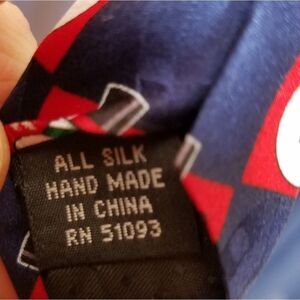 ALL SILK
HAND MADE
IN CHINA
RN 51093